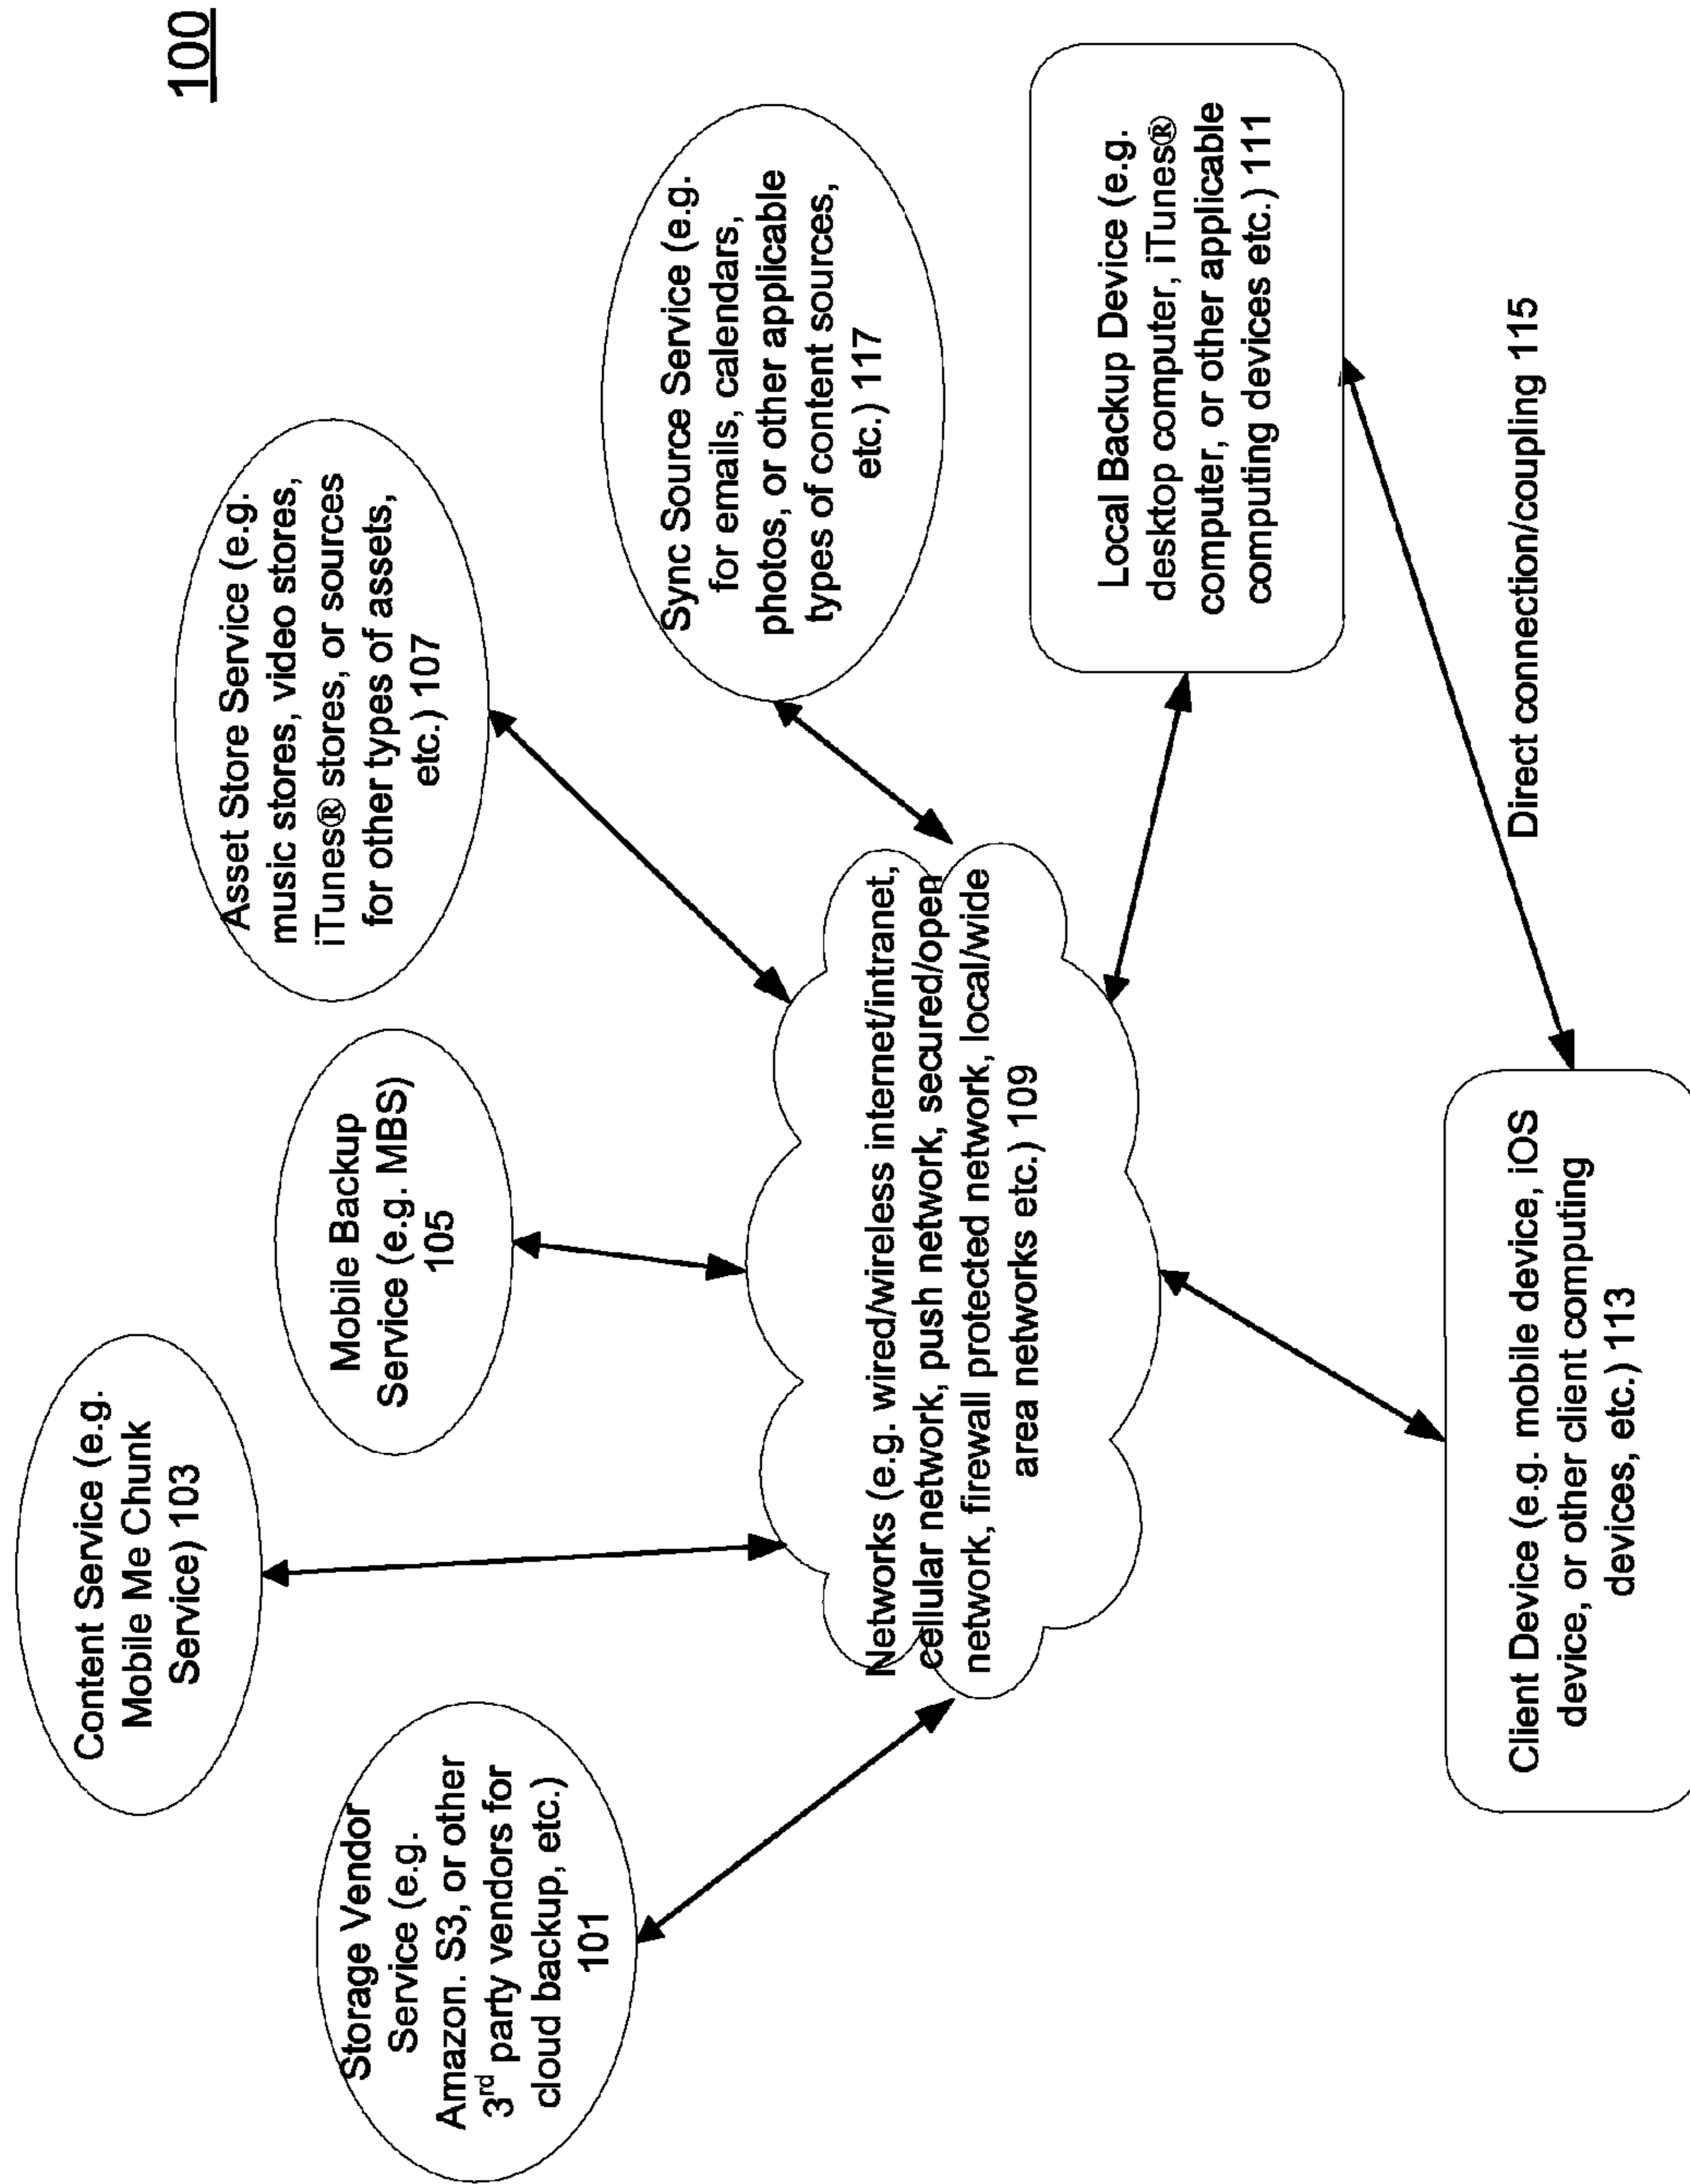 100
Content Service (e.g.
Mobile Me Chunk
Service) 103
Storage Vendor
Service (e.g.
Amazon. S3, or other
3rd party vendors for
cloud backup, etc.)
101
Mobile Backup
Service (e.g. MBS)
105
Asset Store Service (e.g.
music stores, video stores,
iTunes® stores, or sources
for other types of assets,
etc.) 107
Sync Source Service (e.g.
for emails, calendars,
photos, or other applicable
types of content sources,
etc.) 117
Networks (e.g. wired/wireless internet/intranet,
cellular network, push network, secured/open
network, firewall protected network, local/wide
area networks etc.) 109
Local Backup Device (e.g.
desktop computer, iTunes®
computer, or other applicable
computing devices etc.) 111
Direct connection/coupling 115
Client Device (e.g. mobile device, iOS
device, or other client computing
devices, etc.) 113